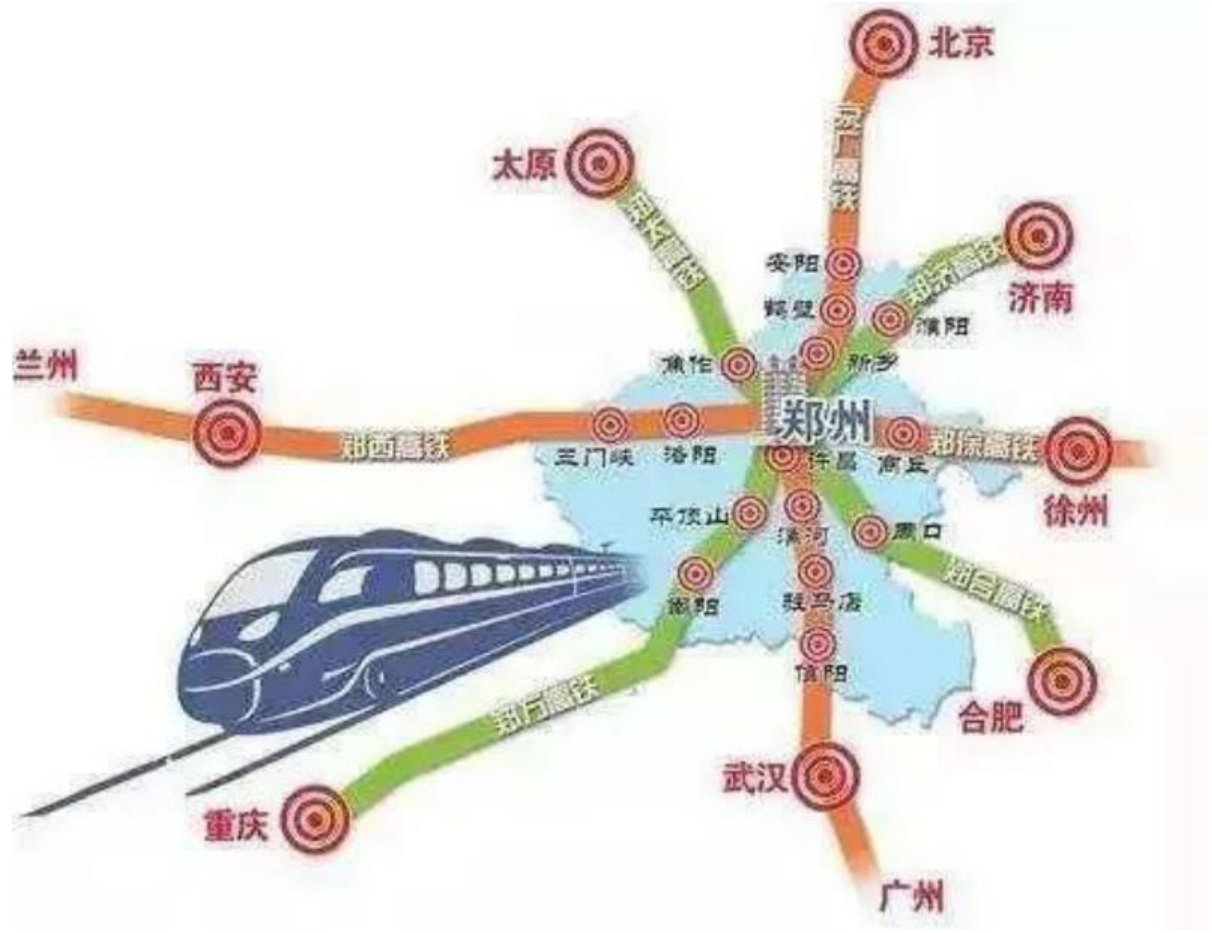 北京
京广高铁
太原
郑太高铁
安阳
郑济高铁
济南
鹤壁
濮阳
兰州
西安
焦作
新乡
郑州
郑西高铁
三门峡
洛阳
许昌
商丘
郑徐高铁
徐州
平顶山
漯河
周口
南阳
驻马店
郑合高铁
信阳
郑万高铁
合肥
武汉
重庆
广州